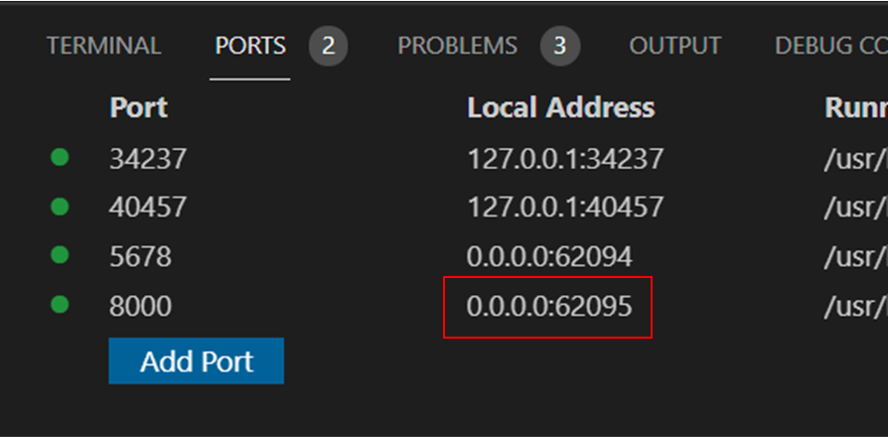 TERMINAL PORTS 2 PROBLEMS 3 OUTPUT DEBUG CO
Port Local Address Runn
34237 127.0.0.1:34237 /usr/
40457 127.0.0.1:40457 /usr/
5678 0.0.0.0:62094 /usr/
8000 0.0.0.0:62095 /usr/
Add Port